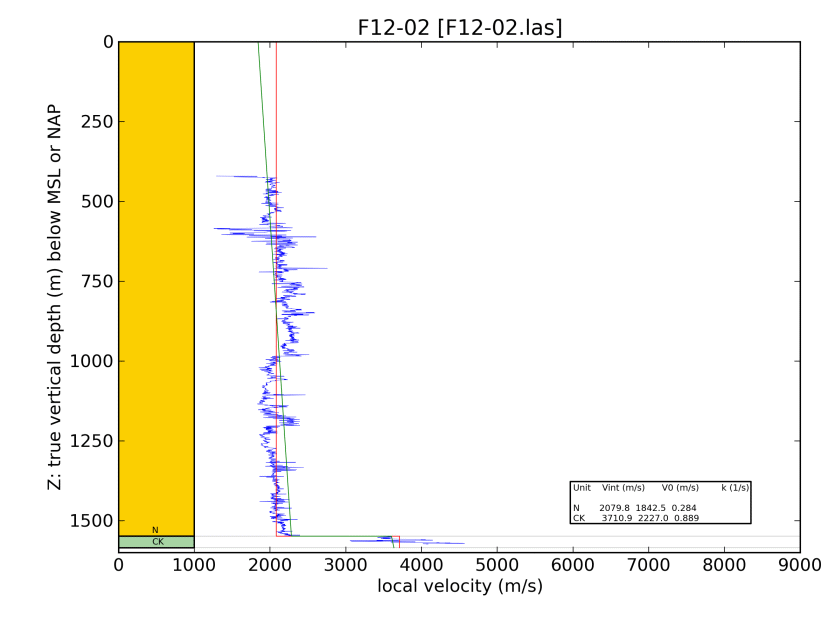 F12-02 [F12-02.las]
0
250
500
750
1000
1250
1500
Z: true vertical depth (m) below MSL or NAP
N
CK
Unit Vint (m/s) V0 (m/s) k (1/s)
N 2079.8 1842.5 0.284
CK 3710.9 2227.0 0.889
0 1000 2000 3000 4000 5000 6000 7000 8000 9000
local velocity (m/s)